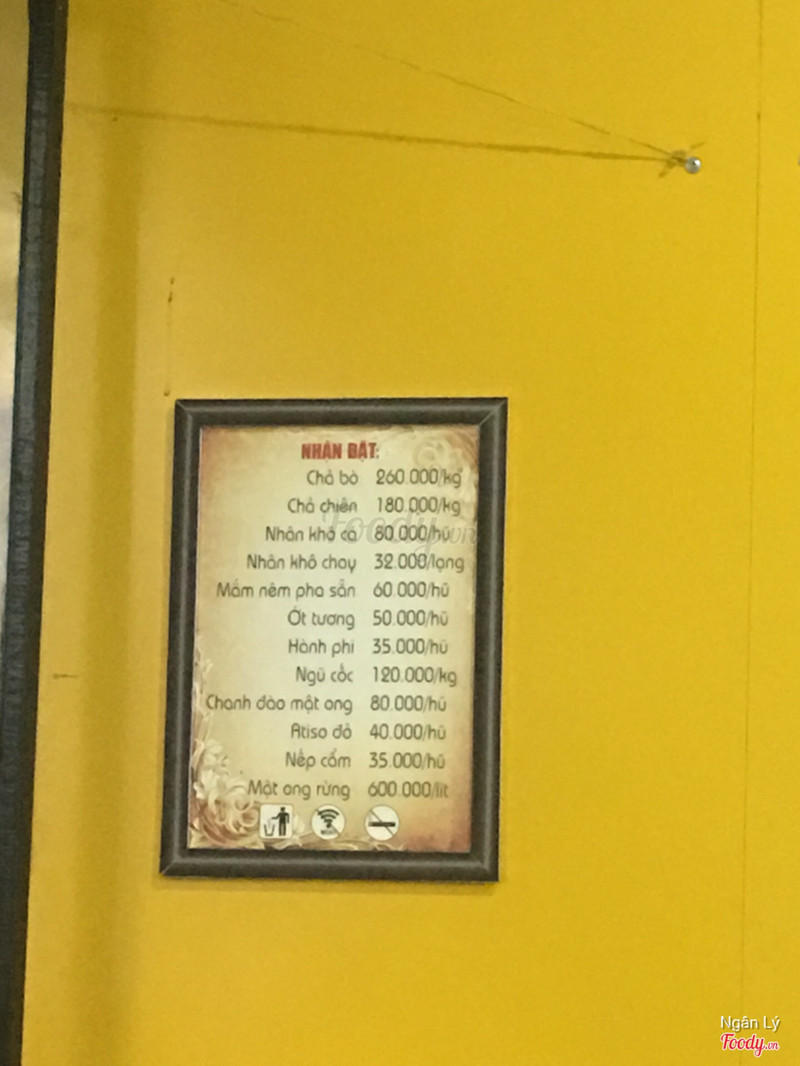 NHẬN ĐẶT:
Chả bò 260.000/kg
Chả chiên 180.000/kg
Nhân khô cá 80.000/hũ
Nhân khô chay 32.000/lạng
Mắm nêm pha sẵn 60.000/hũ
Ớt tương 50.000/hũ
Hành phi 35.000/hũ
Ngũ cốc 120.000/kg
Chanh đào mật ong 80.000/hũ
Atiso đỏ 40.000/hũ
Nếp cẩm 35.000/hũ
Mật ong rừng 600.000/lít
Foody.vn
Ngân Lý
Foody.vn